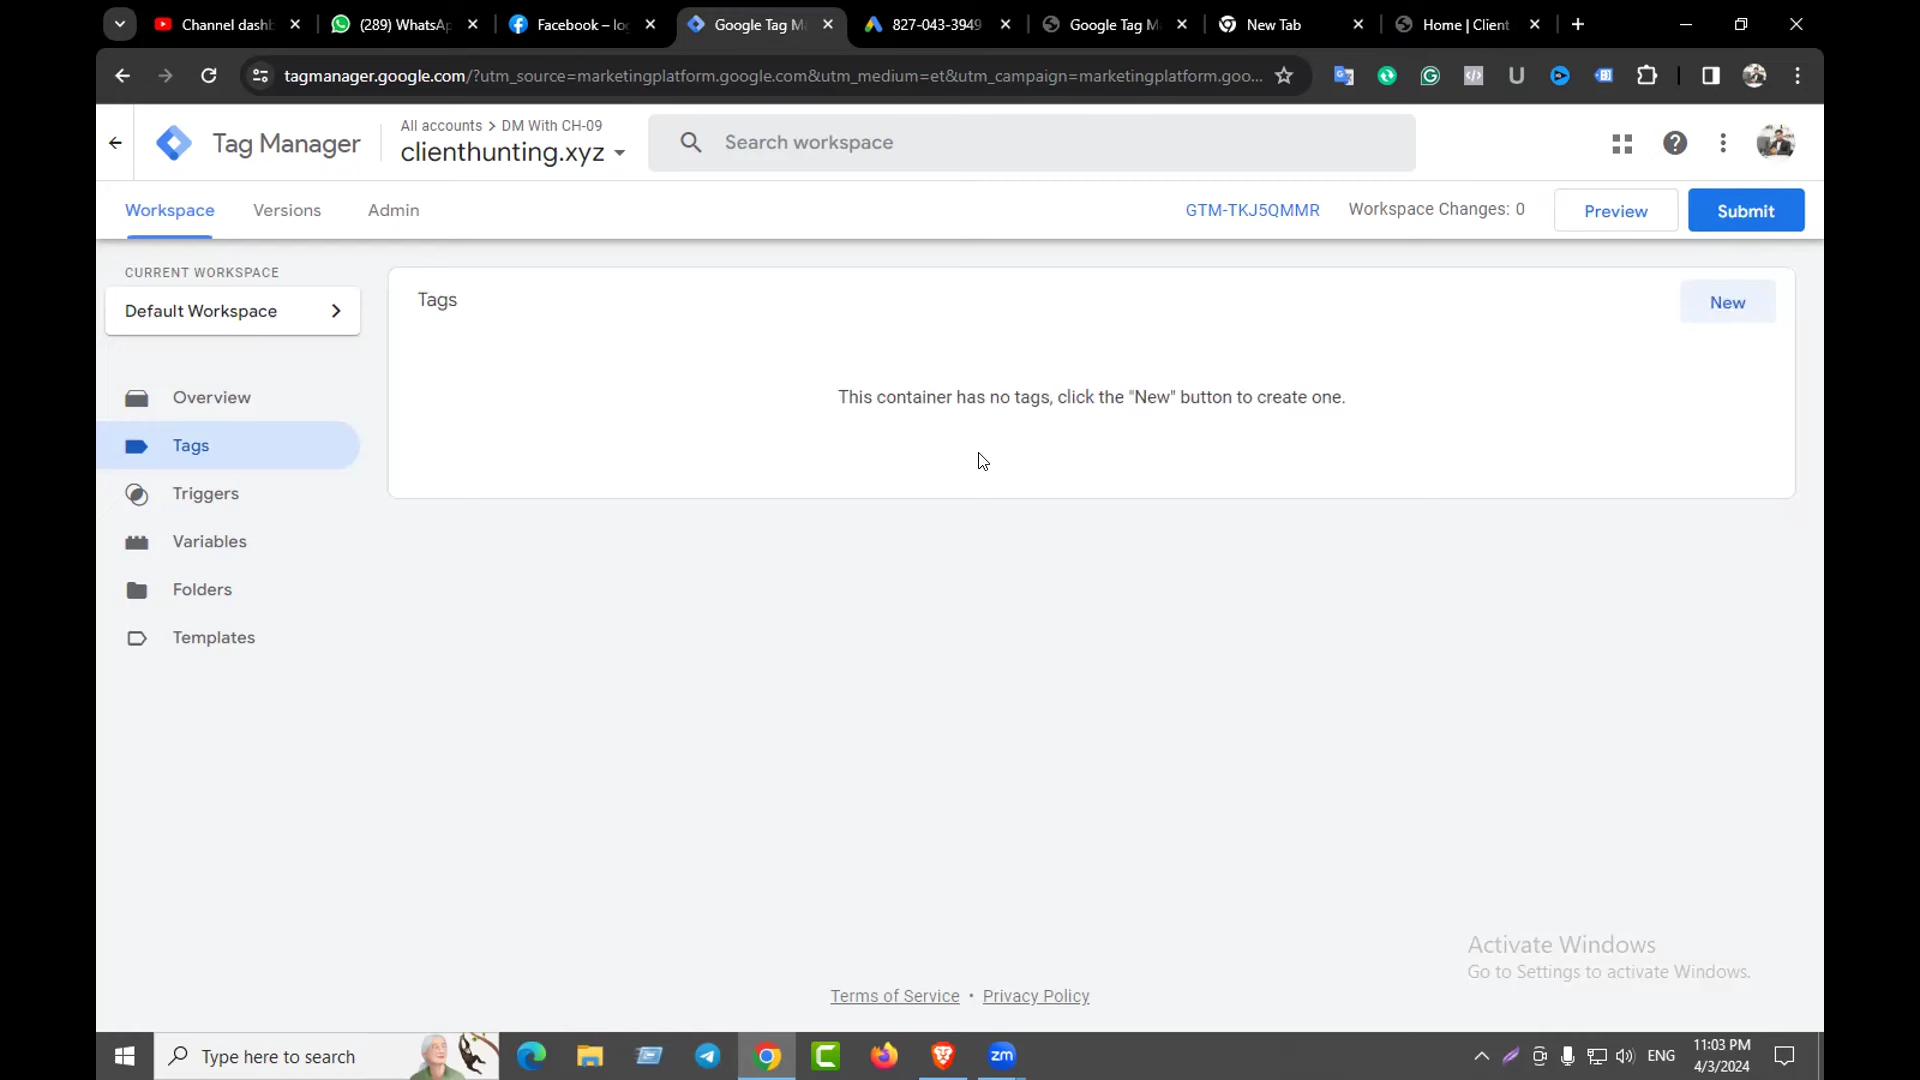 Channel dash
(289) WhatsAp
Facebook – lo
Google Tag M
827-043-3949
Google Tag M
New Tab
Home | Client
tagmanager.google.com/?utm_source=marketingplatform.google.com&utm_medium=et&utm_campaign=marketingplatform.goo...
Tag Manager
All accounts > DM With CH-09
clienthunting.xyz
Search workspace
Workspace
Versions
Admin
GTM-TKJ5QMMR
Workspace Changes: 0
Preview
Submit
CURRENT WORKSPACE
Default Workspace
Tags
New
This container has no tags, click the "New" button to create one.
Overview
Tags
Triggers
Variables
Folders
Templates
Activate Windows
Go to Settings to activate Windows.
Terms of Service • Privacy Policy
Type here to search
zm
ENG
11:03 PM
4/3/2024